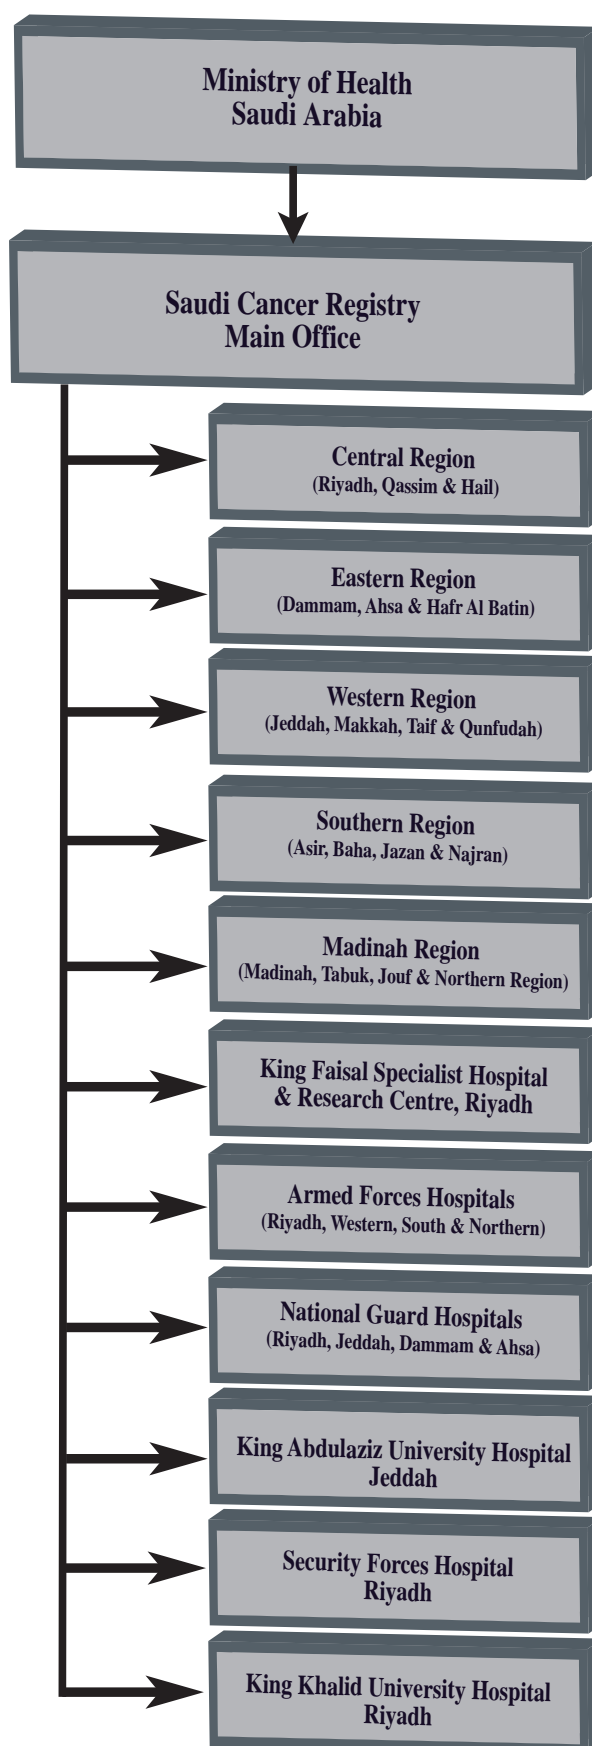 Ministry of Health
Saudi Arabia
Saudi Cancer Registry
Main Office
Central Region
(Riyadh, Qassim & Hail)
Eastern Region
(Dammam, Ahsa & Hafr Al Batin)
Western Region
(Jeddah, Makkah, Taif & Qunfudah)
Southern Region
(Asir, Baha, Jazan & Najran)
Madinah Region
(Madinah, Tabuk, Jouf & Northern Region)
King Faisal Specialist Hospital
& Research Centre, Riyadh
Armed Forces Hospitals
(Riyadh, Western, South & Northern)
National Guard Hospitals
(Riyadh, Jeddah, Dammam & Ahsa)
King Abdulaziz University Hospital
Jeddah
Security Forces Hospital
Riyadh
King Khalid University Hospital
Riyadh